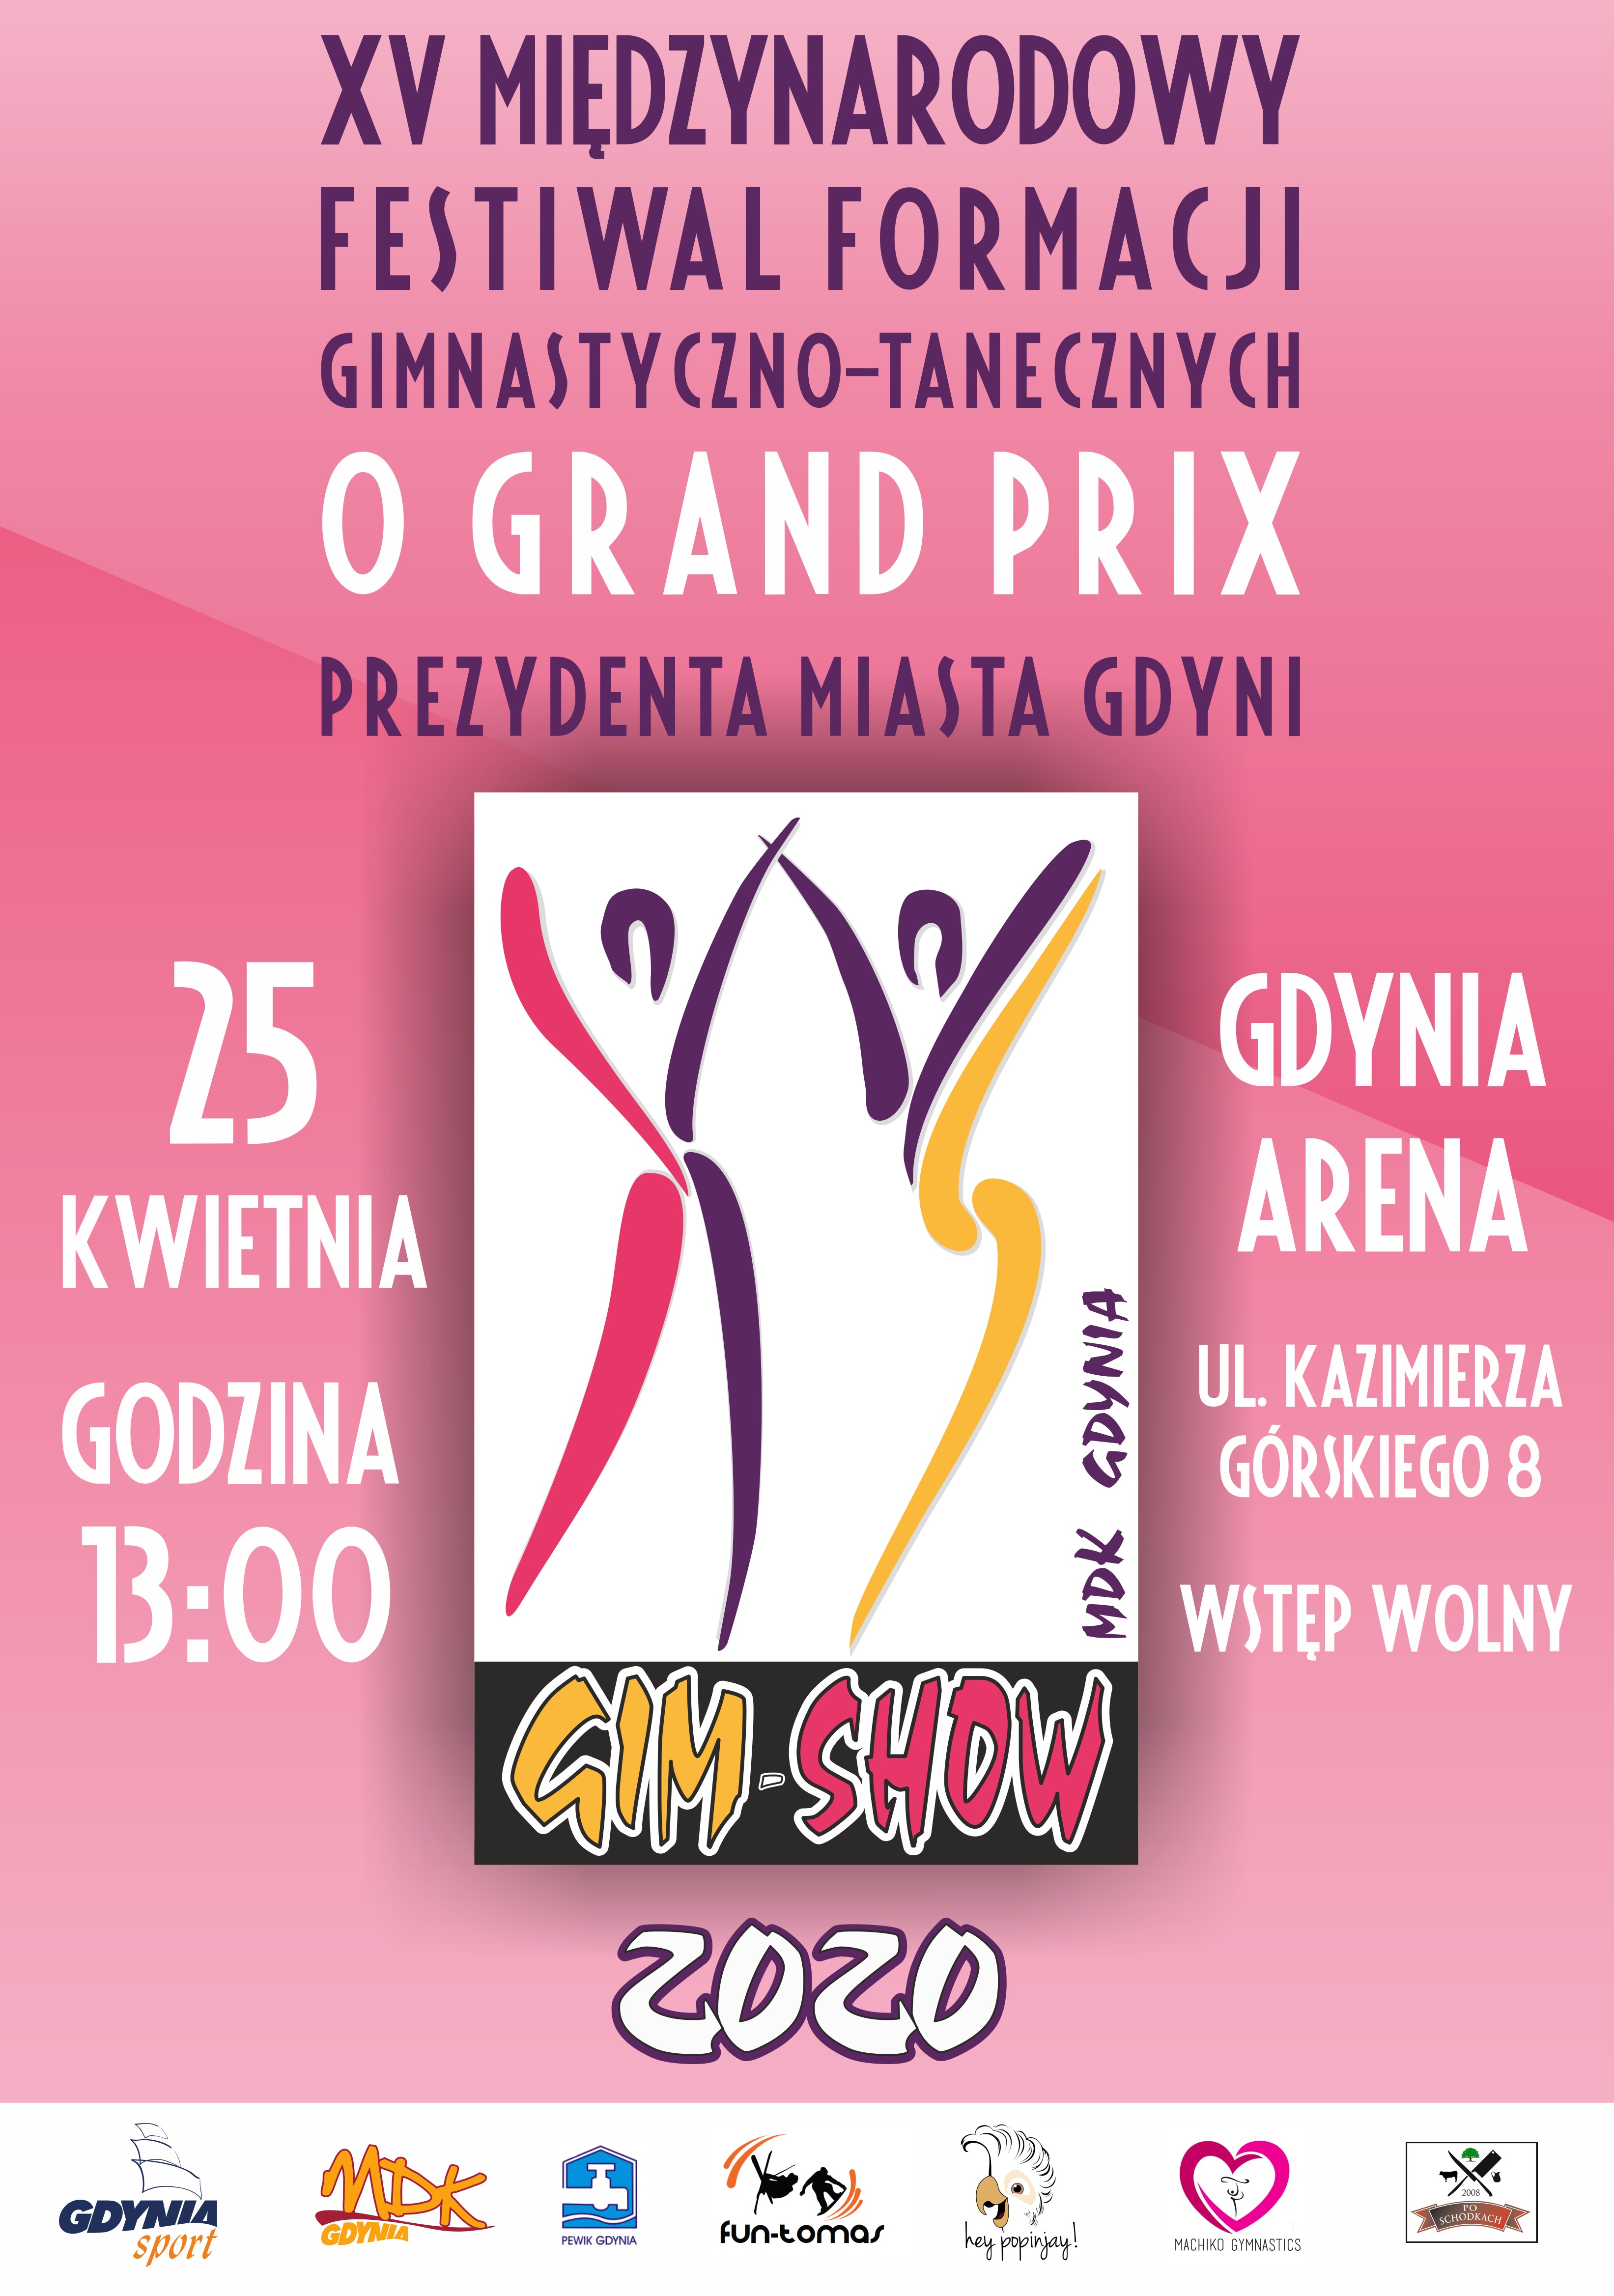 XV MIĘDZYNARODOWY
FESTIWAL FORMACJI
GIMNASTYCZNO–TANECZNYCH
O GRAND PRIX
PREZYDENTA MIASTA GDYNI
25
KWIETNIA
GODZINA
13:00
MDK GDYNIA
GIM-SHOW
2020
GDYNIA
ARENA
UL. KAZIMIERZA
GÓRSKIEGO 8
WSTĘP WOLNY
GDYNIA
sport
MDK
GDYNIA
PEWIK GDYNIA
fun-tomas
hey popinjay!
MACHIKO GYMNASTICS
2008
PO
SCHODKACH